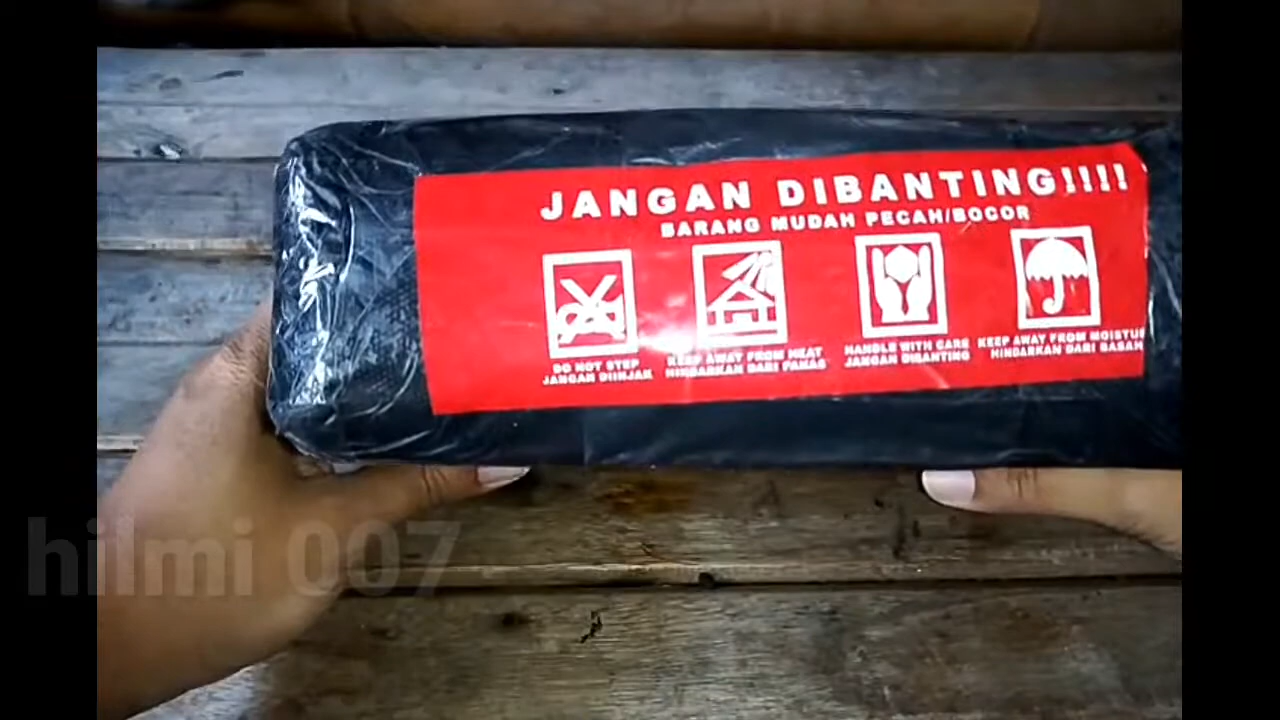 JANGAN DIBANTING!!!!
BARANG MUDAH PECAH/BOCOR
DO NOT STEP
JANGAN DIINJAK
KEEP AWAY FROM HEAT
HINDARKAN DARI PANAS
HANDLE WITH CARE
JANGAN DIBANTING
KEEP AWAY FROM MOISTUR
HINDARKAN DARI BASAH
hilmi 007